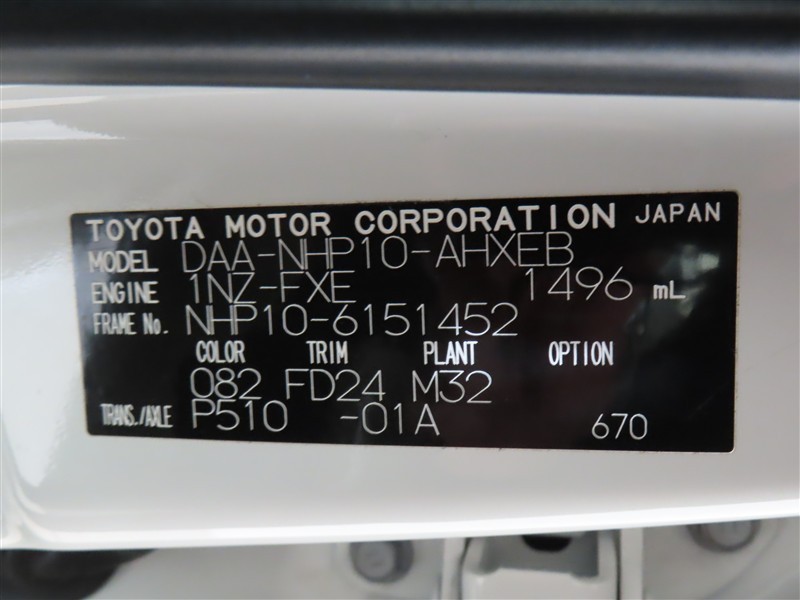 TOYOTA MOTOR CORPORATION JAPAN
MODEL DAA-NHP10-AHXEB
ENGINE 1NZ-FXE 1496 mL
FRAME No. NHP10-6151452
COLOR TRIM PLANT OPTION
082 FD24 M32
TRANS./AXLE P510 -01A 670